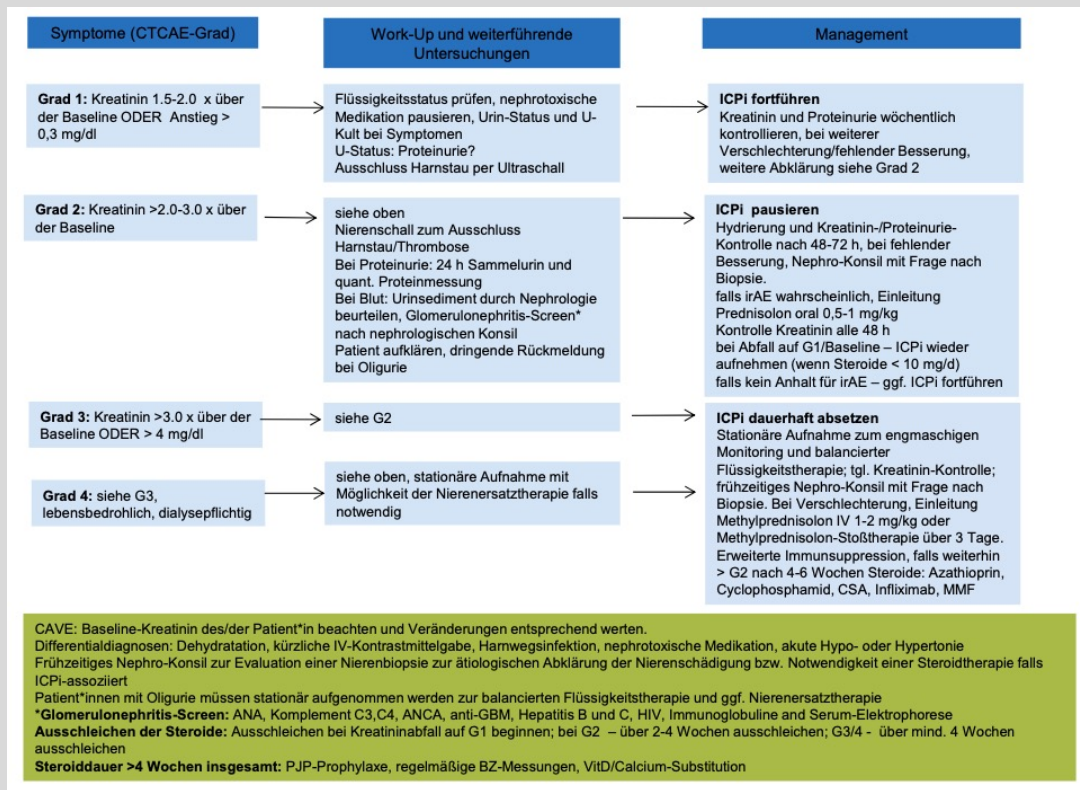 Symptome (CTCAE-Grad)
Work-Up und weiterführende
Untersuchungen
Management
Grad 1: Kreatinin 1.5-2.0 x über
der Baseline ODER Anstieg >
0,3 mg/dl
Flüssigkeitsstatus prüfen, nephrotoxische
Medikation pausieren, Urin-Status und U-
Kult bei Symptomen
U-Status: Proteinurie?
Ausschluss Harnstau per Ultraschall
ICPi fortführen
Kreatinin und Proteinurie wöchentlich
kontrollieren, bei weiterer
Verschlechterung/fehlender Besserung,
weitere Abklärung siehe Grad 2
Grad 2: Kreatinin >2.0-3.0 x über
der Baseline
siehe oben
Nierenschall zum Ausschluss
Harnstau/Thrombose
Bei Proteinurie: 24 h Sammelurin und
quant. Proteinmessung
Bei Blut: Urinsediment durch Nephrologie
beurteilen, Glomerulonephritis-Screen*
nach nephrologischen Konsil
Patient aufklären, dringende Rückmeldung
bei Oligurie
ICPi pausieren
Hydrierung und Kreatinin-/Proteinurie-
Kontrolle nach 48-72 h, bei fehlender
Besserung, Nephro-Konsil mit Frage nach
Biopsie.
falls irAE wahrscheinlich, Einleitung
Prednisolon oral 0,5-1 mg/kg
Kontrolle Kreatinin alle 48 h
bei Abfall auf G1/Baseline – ICPi wieder
aufnehmen (wenn Steroide < 10 mg/d)
falls kein Anhalt für irAE – ggf. ICPi fortführen
Grad 3: Kreatinin >3.0 x über der
Baseline ODER > 4 mg/dl
siehe G2
Grad 4: siehe G3,
lebensbedrohlich, dialysepflichtig
siehe oben, stationäre Aufnahme mit
Möglichkeit der Nierenersatztherapie falls
notwendig
ICPi dauerhaft absetzen
Stationäre Aufnahme zum engmaschigen
Monitoring und balancierter
Flüssigkeitstherapie; tgl. Kreatinin-Kontrolle;
frühzeitiges Nephro-Konsil mit Frage nach
Biopsie. Bei Verschlechterung, Einleitung
Methylprednisolon IV 1-2 mg/kg oder
Methylprednisolon-Stoßtherapie über 3 Tage.
Erweiterte Immunsuppression, falls weiterhin
> G2 nach 4-6 Wochen Steroide: Azathioprin,
Cyclophosphamid, CSA, Infliximab, MMF
CAVE: Baseline-Kreatinin des/der Patient*in beachten und Veränderungen entsprechend werten.
Differentialdiagnosen: Dehydratation, kürzliche IV-Kontrastmittelgabe, Harnwegsinfektion, nephrotoxische Medikation, akute Hypo- oder Hypertonie
Frühzeitiges Nephro-Konsil zur Evaluation einer Nierenbiopsie zur ätiologischen Abklärung der Nierenschädigung bzw. Notwendigkeit einer Steroidtherapie falls
ICPi-assoziiert
Patient*innen mit Oligurie müssen stationär aufgenommen werden zur balancierten Flüssigkeitstherapie und ggf. Nierenersatztherapie
*Glomerulonephritis-Screen: ANA, Komplement C3,C4, ANCA, anti-GBM, Hepatitis B und C, HIV, Immunoglobuline and Serum-Elektrophorese
Ausschleichen der Steroide: Ausschleichen bei Kreatininabfall auf G1 beginnen; bei G2 – über 2-4 Wochen ausschleichen; G3/4 - über mind. 4 Wochen
ausschleichen
Steroiddauer >4 Wochen insgesamt: PJP-Prophylaxe, regelmäßige BZ-Messungen, VitD/Calcium-Substitution